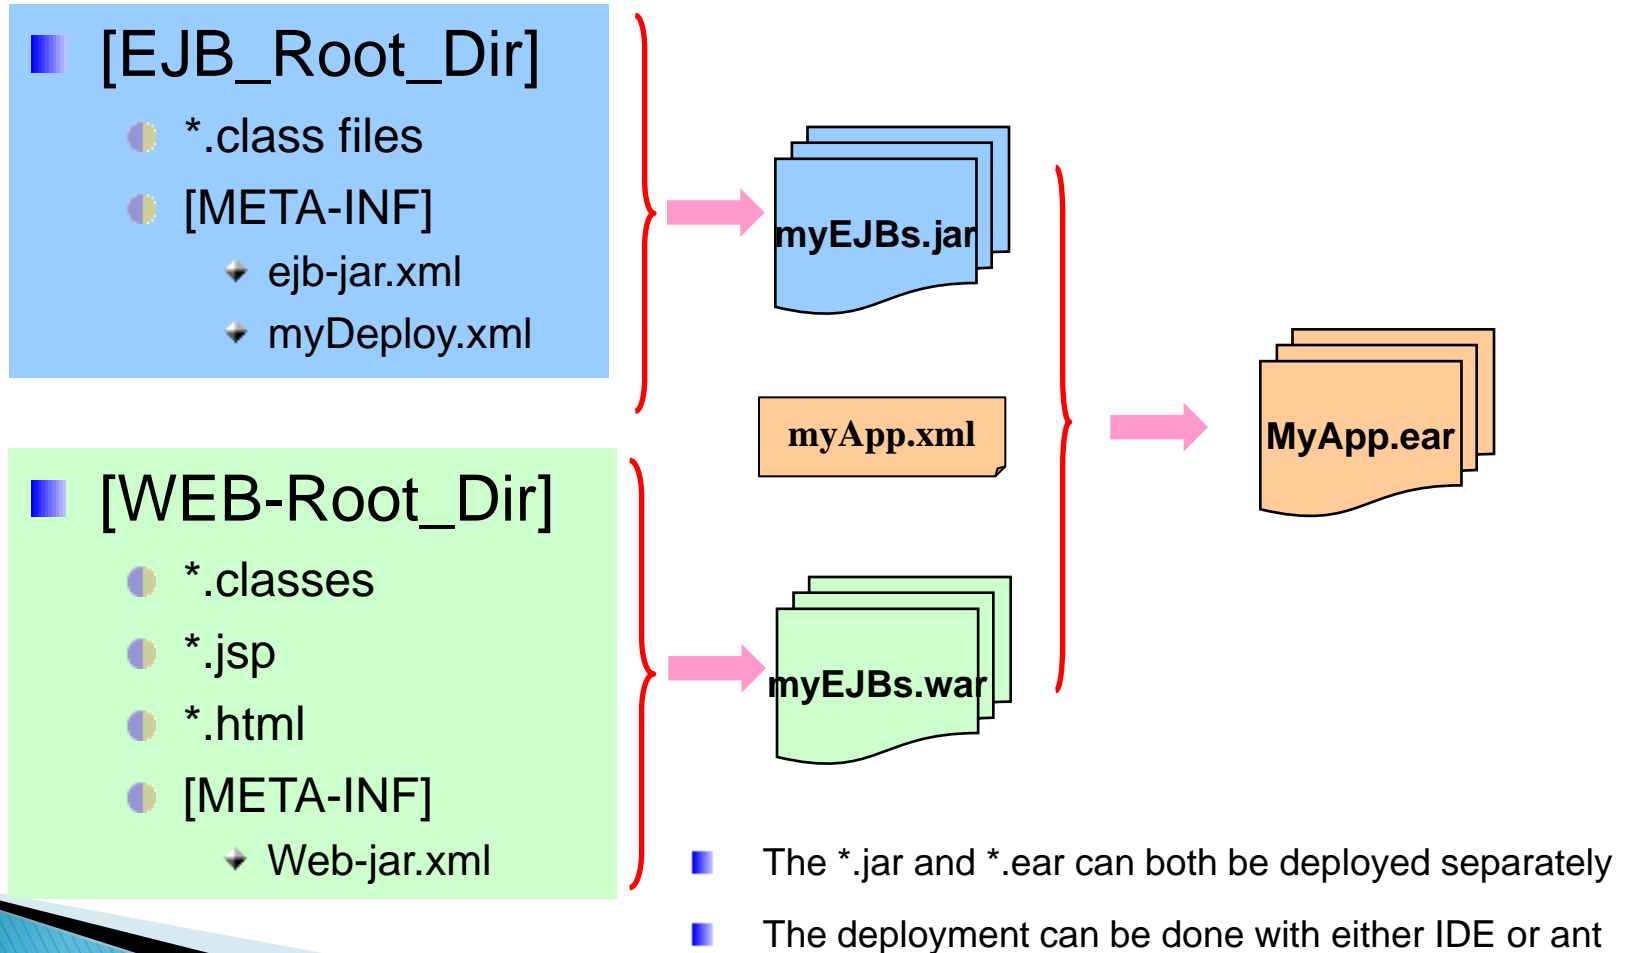 [EJB_Root_Dir]
*.class files
[META-INF]
ejb-jar.xml
myDeploy.xml
[WEB-Root_Dir]
*.classes
*.jsp
*.html
[META-INF]
Web-jar.xml
myEJBs.jar
myApp.xml
myEJBs.war
MyApp.ear
The *.jar and *.ear can both be deployed separately
The deployment can be done with either IDE or ant